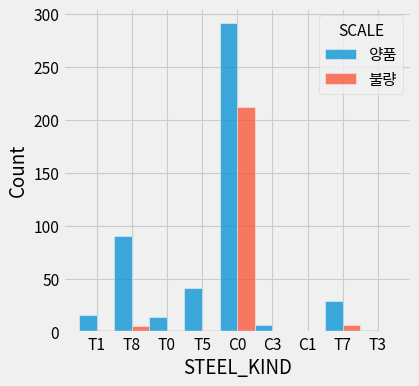 SCALE
양품
불량
300
250
200
150
100
50
0
Count
T1 T8 T0 T5 C0 C3 C1 T7 T3
STEEL_KIND